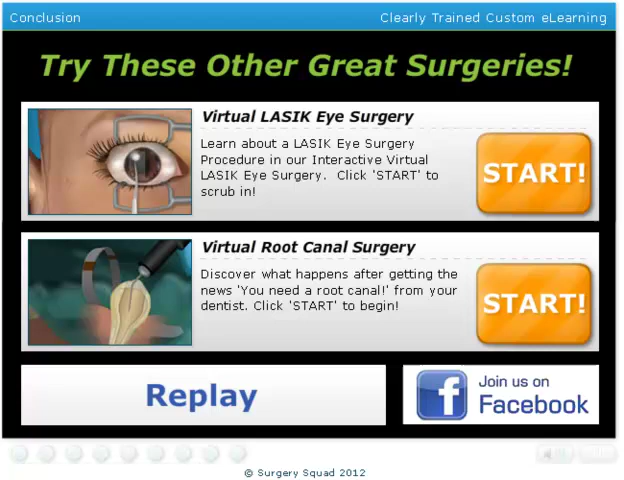 Conclusion
Clearly Trained Custom eLearning
Try These Other Great Surgeries!
Virtual LASIK Eye Surgery
Learn about a LASIK Eye Surgery
Procedure in our Interactive Virtual
LASIK Eye Surgery. Click 'START' to
scrub in!
START!
Virtual Root Canal Surgery
Discover what happens after getting the
news 'You need a root canal!' from your
dentist. Click 'START' to begin!
START!
Replay
Join us on
Facebook
© Surgery Squad 2012